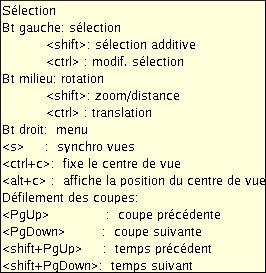 Sélection
Bt gauche: sélection
<shift>: sélection additive
<ctrl> : modif. sélection
Bt milieu: rotation
<shift>: zoom/distance
<ctrl> : translation
Bt droit:  menu
<s>     :  synchro vues
<ctrl+c>:  fixe le centre de vue
<alt+c> :  affiche la position du centre de vue
Défilement des coupes:
<PgUp>             :  coupe précédente
<PgDown>         :  coupe suivante
<shift+PgUp>    :  temps précédent
<shift+PgDown>:  temps suivant